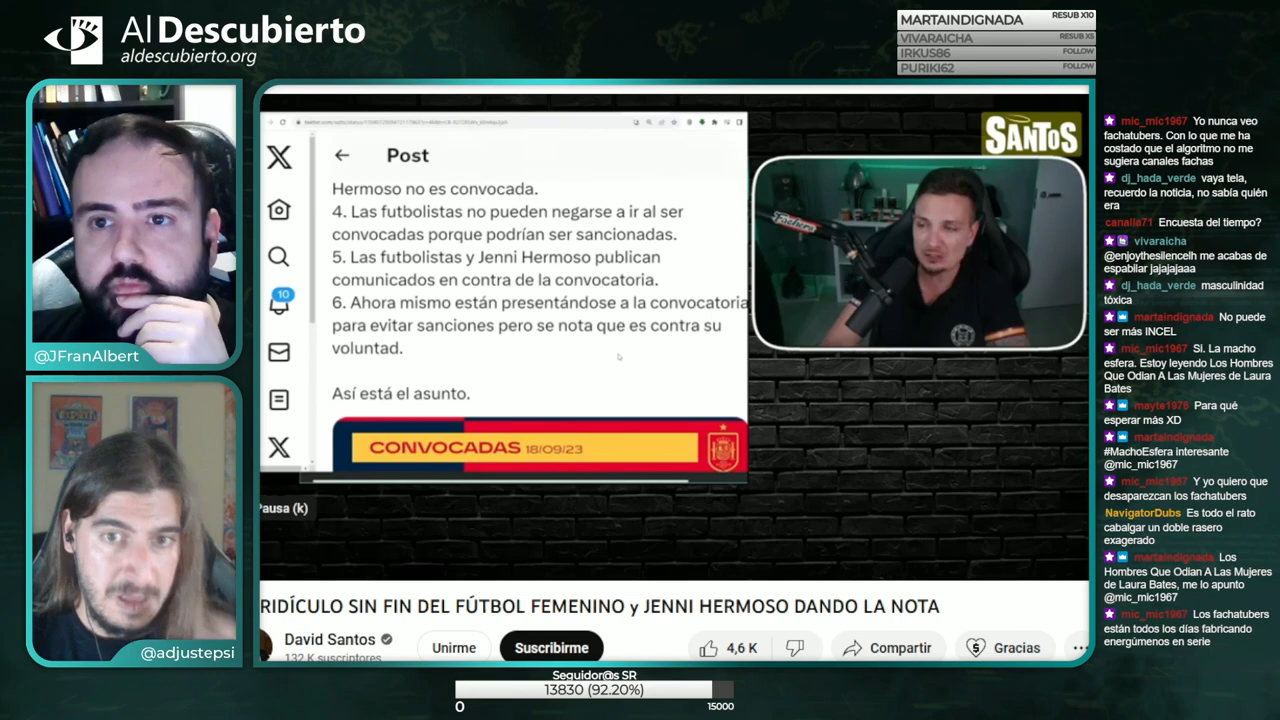 Al Descubierto
aldescubierto.org
MARTAINDIGNADA RESUB X10
VIVARAICHA RESUB X5
IRKUS86 FOLLOW
PURIKI62 FOLLOW
@JFranAlbert
@adjustepsi
SANTOS
Post
Hermoso no es convocada.
4. Las futbolistas no pueden negarse a ir al ser
convocadas porque podrían ser sancionadas.
5. Las futbolistas y Jenni Hermoso publican
comunicados en contra de la convocatoria.
10
6. Ahora mismo están presentándose a la convocatoria
para evitar sanciones pero se nota que es contra su
voluntad.
Así está el asunto.
CONVOCADAS 18/09/23
Pausa (k)
RIDÍCULO SIN FIN DEL FÚTBOL FEMENINO y JENNI HERMOSO DANDO LA NOTA
David Santos
132 K suscriptores
Unirme
Suscribirme
4,6 K
Compartir
Gracias
Seguidor@s SR
13830 (92.20%)
0
15000
mic_mic1967 Yo nunca veo
fachatubers. Con lo que me ha
costado que el algoritmo no me
sugiera canales fachas
dj_hada_verde vaya tela,
recuerdo la noticia, no sabía quién
era
canalla71 Encuesta del tiempo?
vivaraicha
@enjoythesilencelh me acabas de
espabilar jajajajaaa
dj_hada_verde masculinidad
tóxica
martaindignada No puede
ser más INCEL
mic_mic1967 Si. La macho
esfera. Estoy leyendo Los Hombres
Que Odian A Las Mujeres de Laura
Bates
mayte1976 Para qué
esperar más XD
martaindignada
#MachoEsfera interesante
@mic_mic1967
mic_mic1967 Y yo quiero que
desaparezcan los fachatubers
NavigatorDubs Es todo el rato
cabalgar un doble rasero
exagerado
martaindignada Los
Hombres Que Odian A Las Mujeres
de Laura Bates, me lo apunto
@mic_mic1967
mic_mic1967 Los fachatubers
están todos los días fabricando
energúmenos en serie